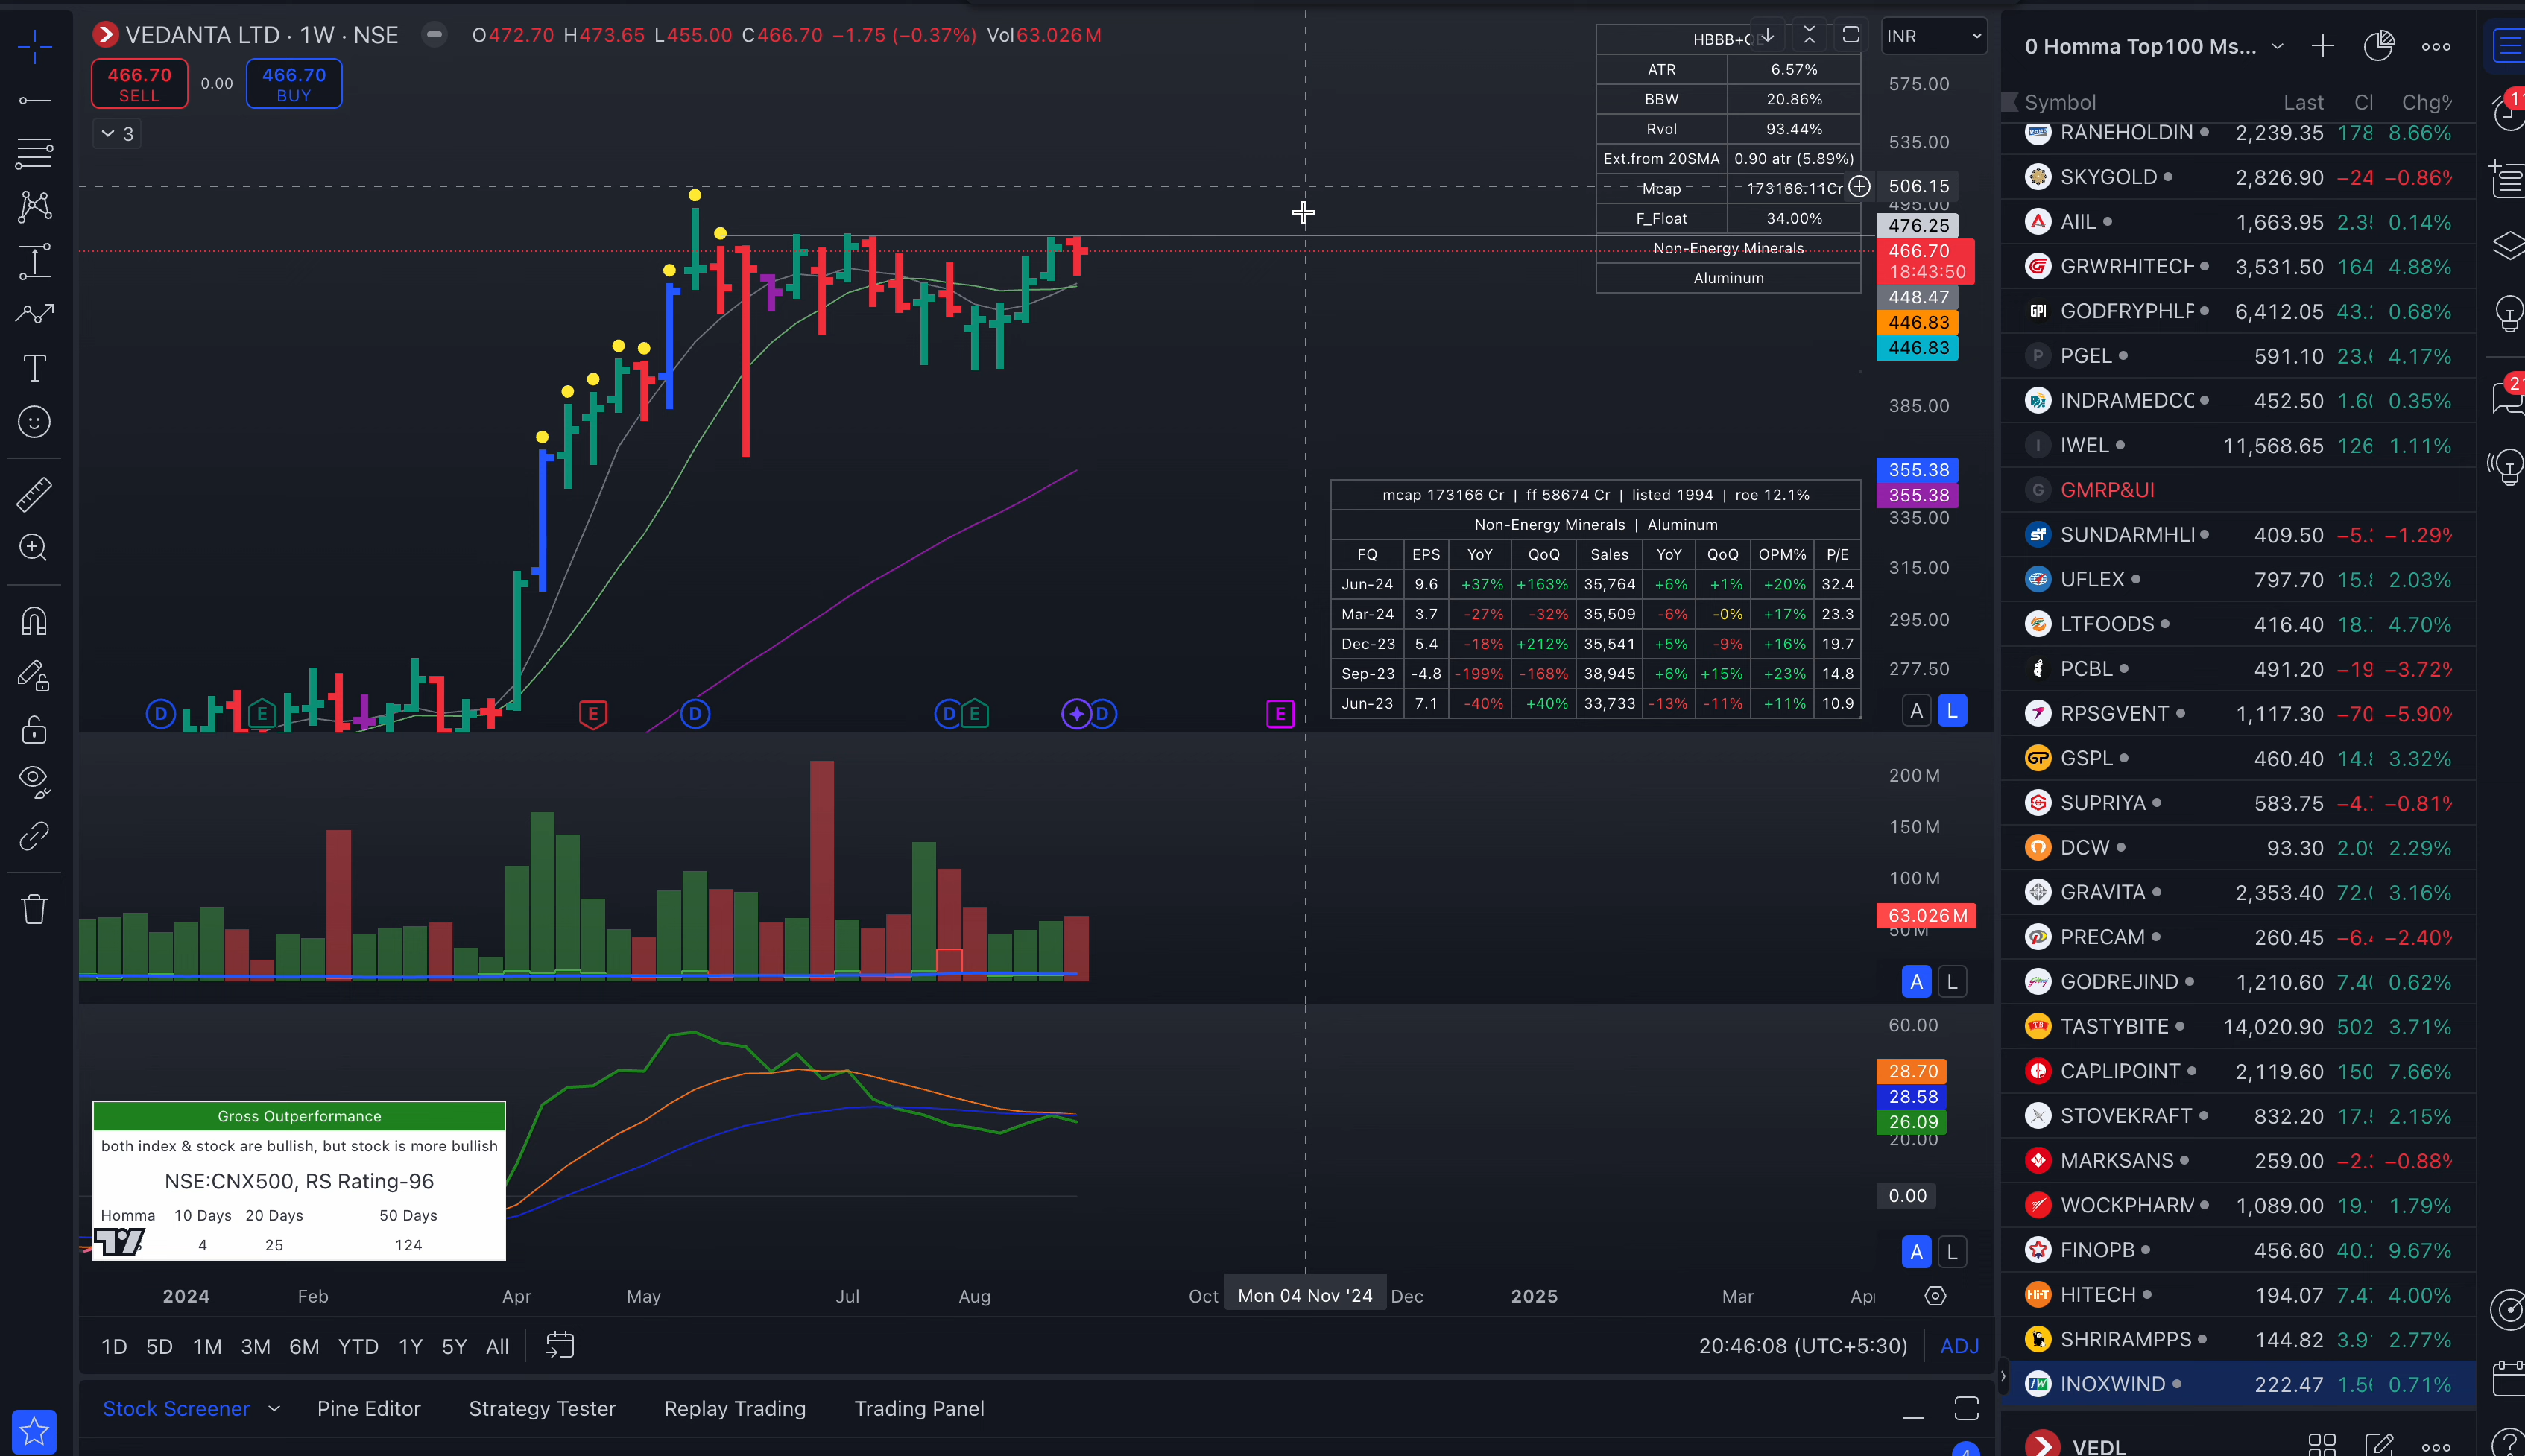 VEDANTA LTD · 1W · NSE O472.70 H473.65 L455.00 C466.70 −1.75 (−0.37%) Vol63.026M
466.70 SELL 0.00 466.70 BUY
3
ATR 6.57%
BBW 20.86%
Rvol 93.44%
Ext.from 20SMA 0.90 atr (5.89%)
Mcap 173166.11Cr
F_Float 34.00%
Non-Energy Minerals
Aluminum
INR
575.00
535.00
506.15
495.00
476.25
466.70
18:43:50
448.47
446.83
446.83
385.00
355.38
355.38
335.00
315.00
295.00
277.50
A L
mcap 173166 Cr | ff 58674 Cr | listed 1994 | roe 12.1%
Non-Energy Minerals | Aluminum
FQ EPS YoY QoQ Sales YoY QoQ OPM% P/E
Jun-24 9.6 +37% +163% 35,764 +6% +1% +20% 32.4
Mar-24 3.7 -27% -32% 35,509 -6% -0% +17% 23.3
Dec-23 5.4 -18% +212% 35,541 +5% -9% +16% 19.7
Sep-23 -4.8 -199% -168% 38,945 +6% +15% +23% 14.8
Jun-23 7.1 -40% +40% 33,733 -13% -11% +11% 10.9
D E E D D E D E
200M
150M
100M
63.026M
50M
A L
60.00
28.70
28.58
26.09
20.00
0.00
A L
Gross Outperformance
both index & stock are bullish, but stock is more bullish
NSE:CNX500, RS Rating-96
Homma 10 Days 20 Days 50 Days
4 25 124
2024 Feb Apr May Jul Aug Oct Mon 04 Nov '24 Dec 2025 Mar
1D 5D 1M 3M 6M YTD 1Y 5Y All 20:46:08 (UTC+5:30) ADJ
Stock Screener Pine Editor Strategy Tester Replay Trading Trading Panel
0 Homma Top100 Ms...
Symbol Last Chg%
RANEHOLDIN 2,239.35 178 8.66%
SKYGOLD 2,826.90 −24 −0.86%
AIIL 1,663.95 0.14%
GRWRHITECH 3,531.50 164 4.88%
GODFRYPHLP 6,412.05 0.68%
PGEL 591.10 4.17%
INDRAMEDCO 452.50 0.35%
IWEL 11,568.65 126 1.11%
GMRP&UI
SUNDARMHLD 409.50 −1.29%
UFLEX 797.70 2.03%
LTFOODS 416.40 4.70%
PCBL 491.20 −19 −3.72%
RPSGVENT 1,117.30 −70 −5.90%
GSPL 460.40 3.32%
SUPRIYA 583.75 −0.81%
DCW 93.30 2.29%
GRAVITA 2,353.40 3.16%
PRECAM 260.45 −2.40%
GODREJIND 1,210.60 0.62%
TASTYBITE 14,020.90 502 3.71%
CAPLIPOINT 2,119.60 150 7.66%
STOVEKRAFT 832.20 2.15%
MARKSANS 259.00 −0.88%
WOCKPHARM 1,089.00 1.79%
FINOPB 456.60 9.67%
HITECH 194.07 4.00%
SHRIRAMPPS 144.82 2.77%
INOXWIND 222.47 0.71%
VEDL